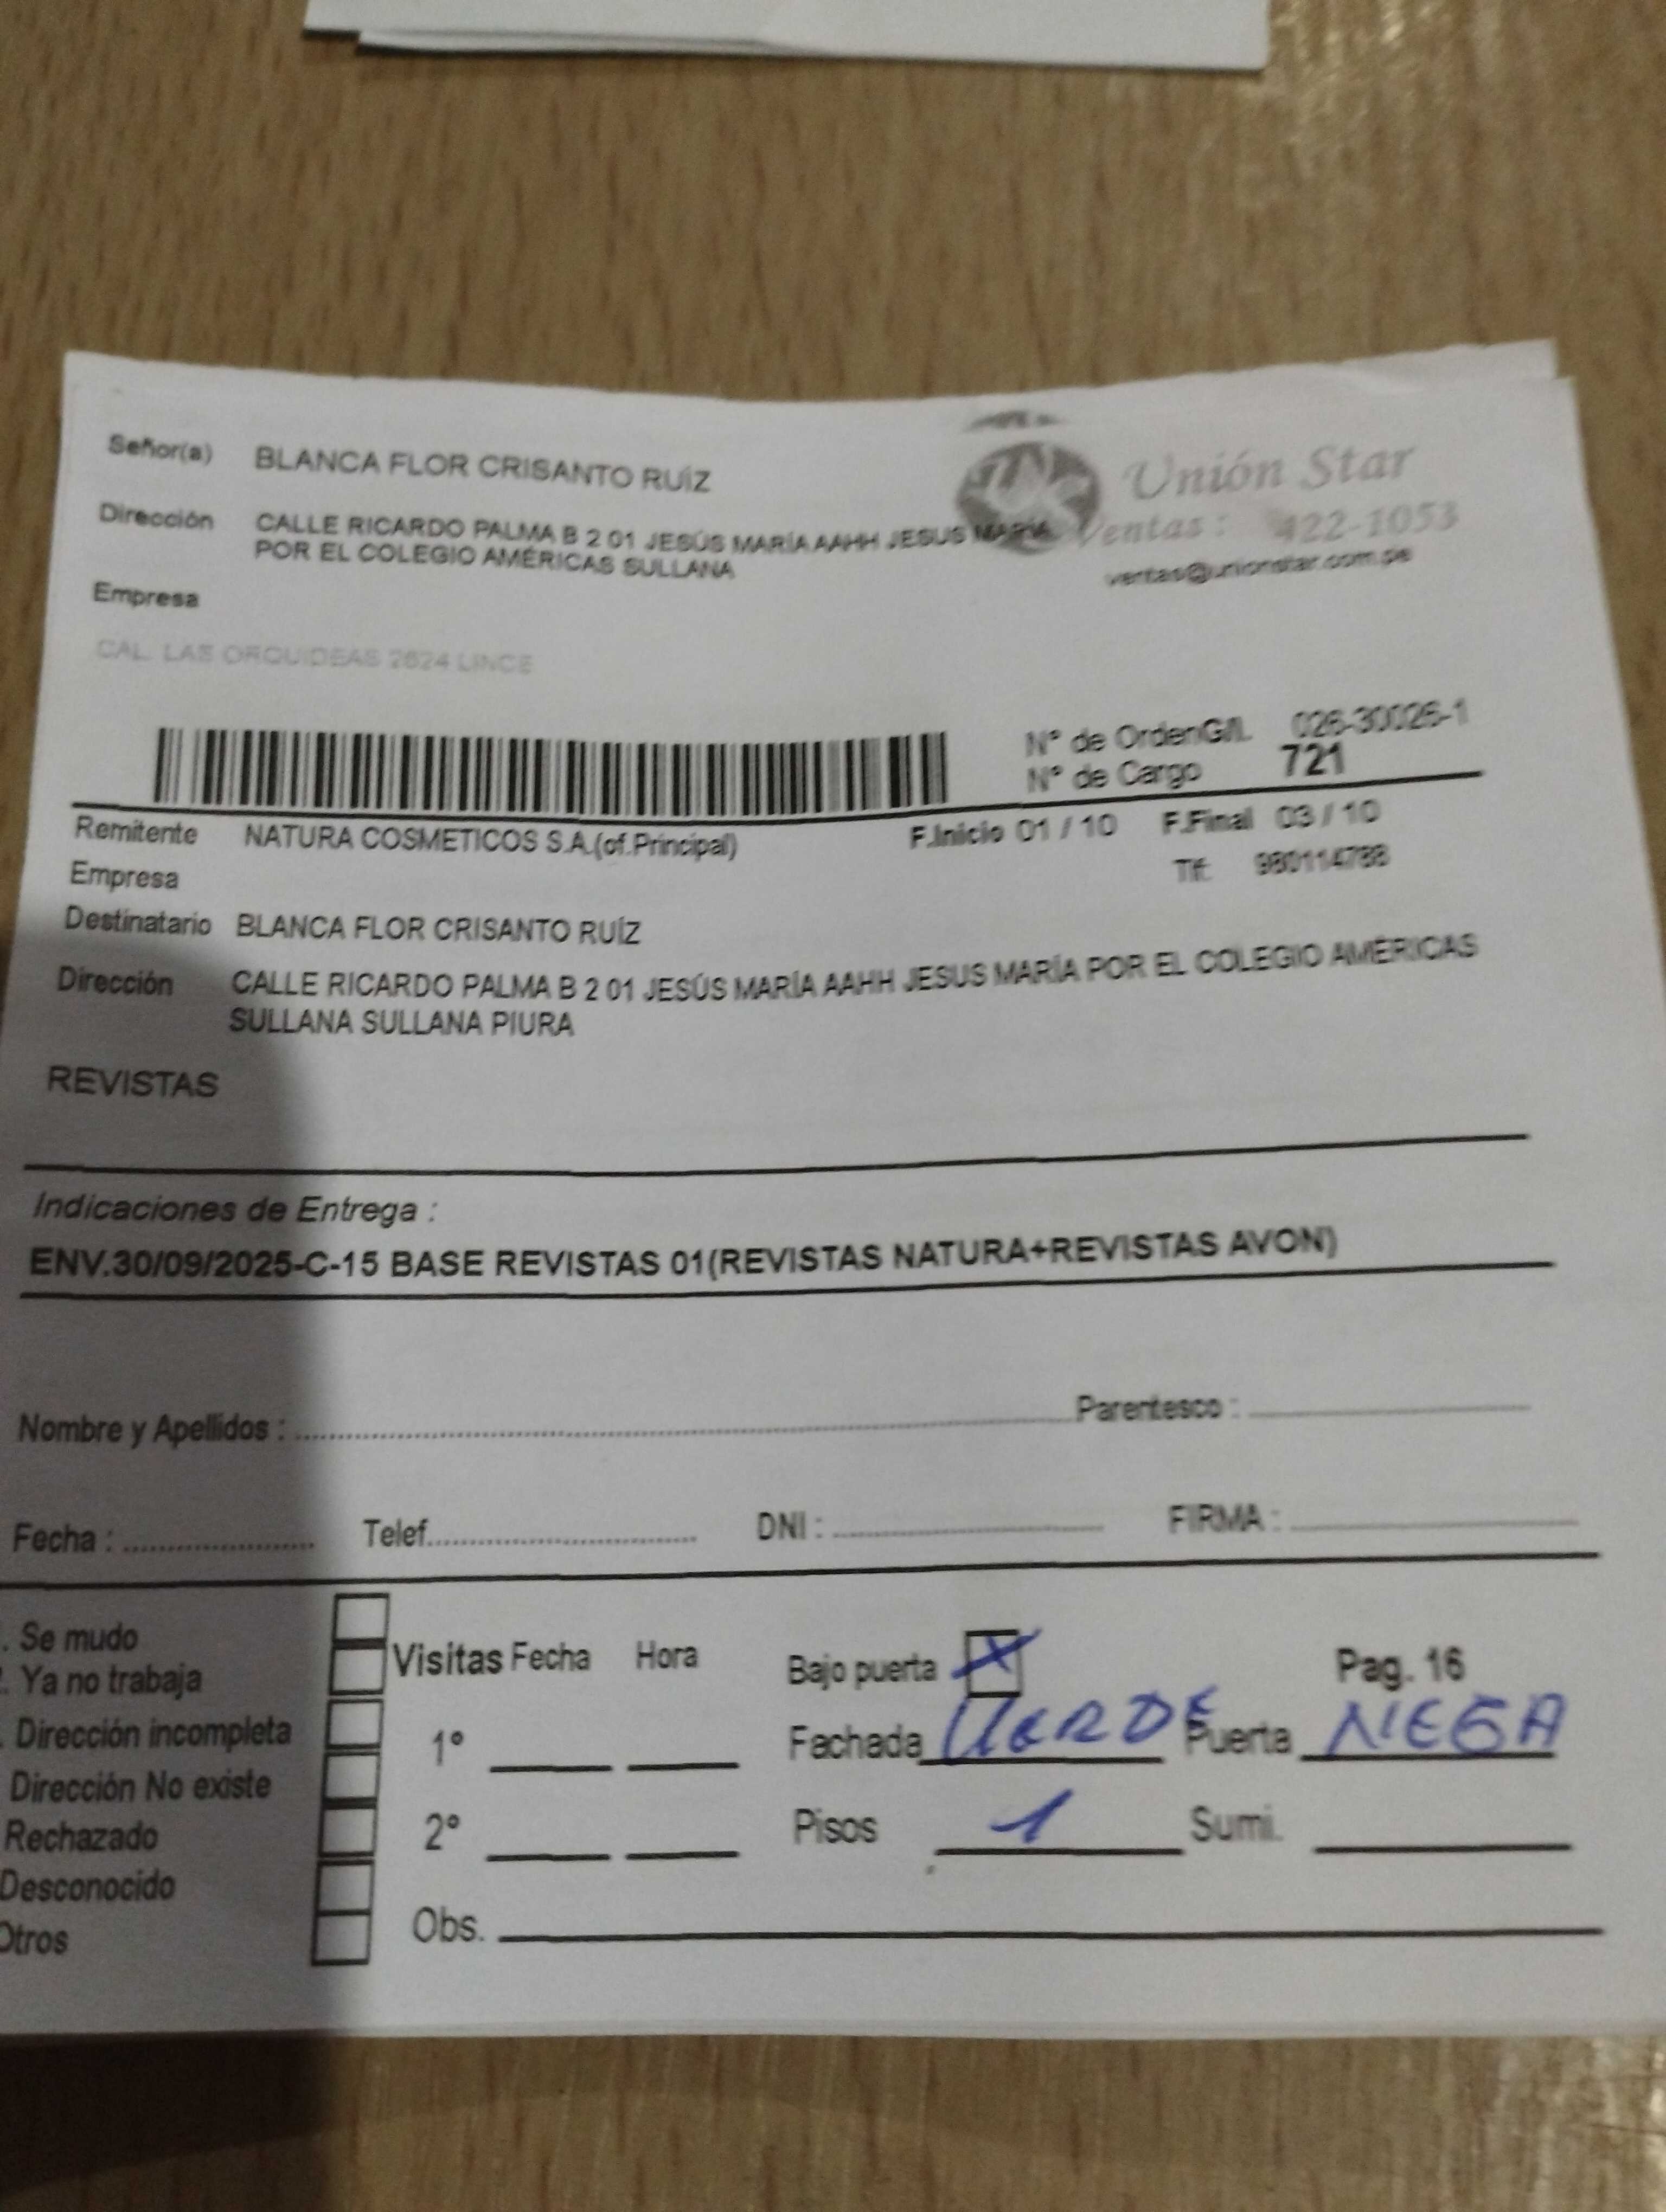 Señor(a) BLANCA FLOR CRISANTO RUÍZ
Unión Star
Dirección CALLE RICARDO PALMA B 2 01 JESÚS MARÍA AAHH JESUS MARÍA
Ventas : 422-1053
POR EL COLEGIO AMÉRICAS SULLANA
ventas@unionstar.com.pe
Empresa
CAL. LAS ORQUIDEAS 2624 LINCE
Nº de Orden G/L 026-30026-1
Nº de Cargo 721
Remitente NATURA COSMETICOS S.A.(of.Principal) F.Inicio 01 / 10 F.Final 03 / 10
Empresa Tlf: 980114788
Destinatario BLANCA FLOR CRISANTO RUÍZ
Dirección CALLE RICARDO PALMA B 2 01 JESÚS MARÍA AAHH JESUS MARÍA POR EL COLEGIO AMÉRICAS
SULLANA SULLANA PIURA
REVISTAS
Indicaciones de Entrega :
ENV.30/09/2025-C-15 BASE REVISTAS 01(REVISTAS NATURA+REVISTAS AVON)
Nombre y Apellidos : Parentesco :
Fecha : Telef. DNI : FIRMA :
. Se mudo
. Ya no trabaja
. Dirección incompleta
Dirección No existe
Rechazado
Desconocido
Otros
Visitas Fecha Hora
1º
2º
Obs.
Bajo puerta X Pag. 16
Fachada VERDE Puerta NEGA
Pisos 1 Sumi.